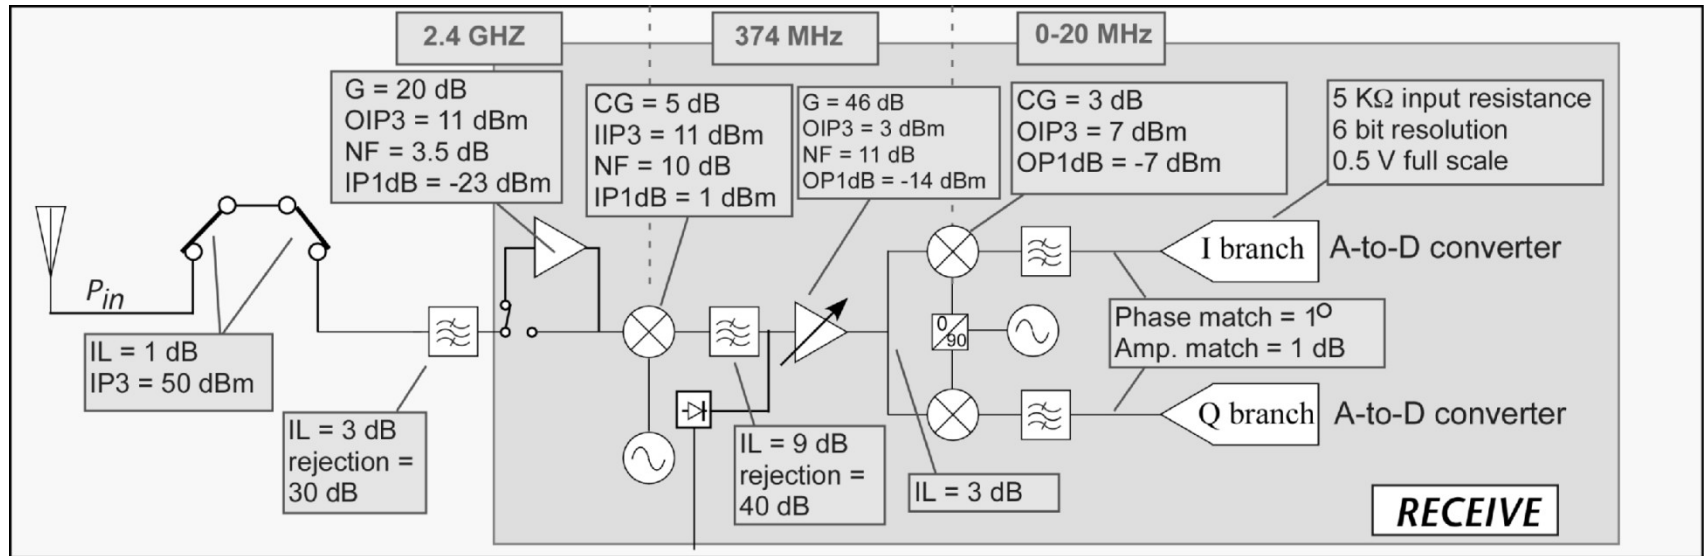 2.4 GHZ
374 MHz
0-20 MHz
G = 20 dB
OIP3 = 11 dBm
NF = 3.5 dB
IP1dB = -23 dBm
CG = 5 dB
IIP3 = 11 dBm
NF = 10 dB
IP1dB = 1 dBm
G = 46 dB
OIP3 = 3 dBm
NF = 11 dB
OP1dB = -14 dBm
CG = 3 dB
OIP3 = 7 dBm
OP1dB = -7 dBm
5 KΩ input resistance
6 bit resolution
0.5 V full scale
Pin
I branch
A-to-D converter
IL = 1 dB
IP3 = 50 dBm
0
90
Phase match = 1°
Amp. match = 1 dB
IL = 3 dB
rejection =
30 dB
IL = 9 dB
rejection =
40 dB
Q branch
A-to-D converter
IL = 3 dB
RECEIVE